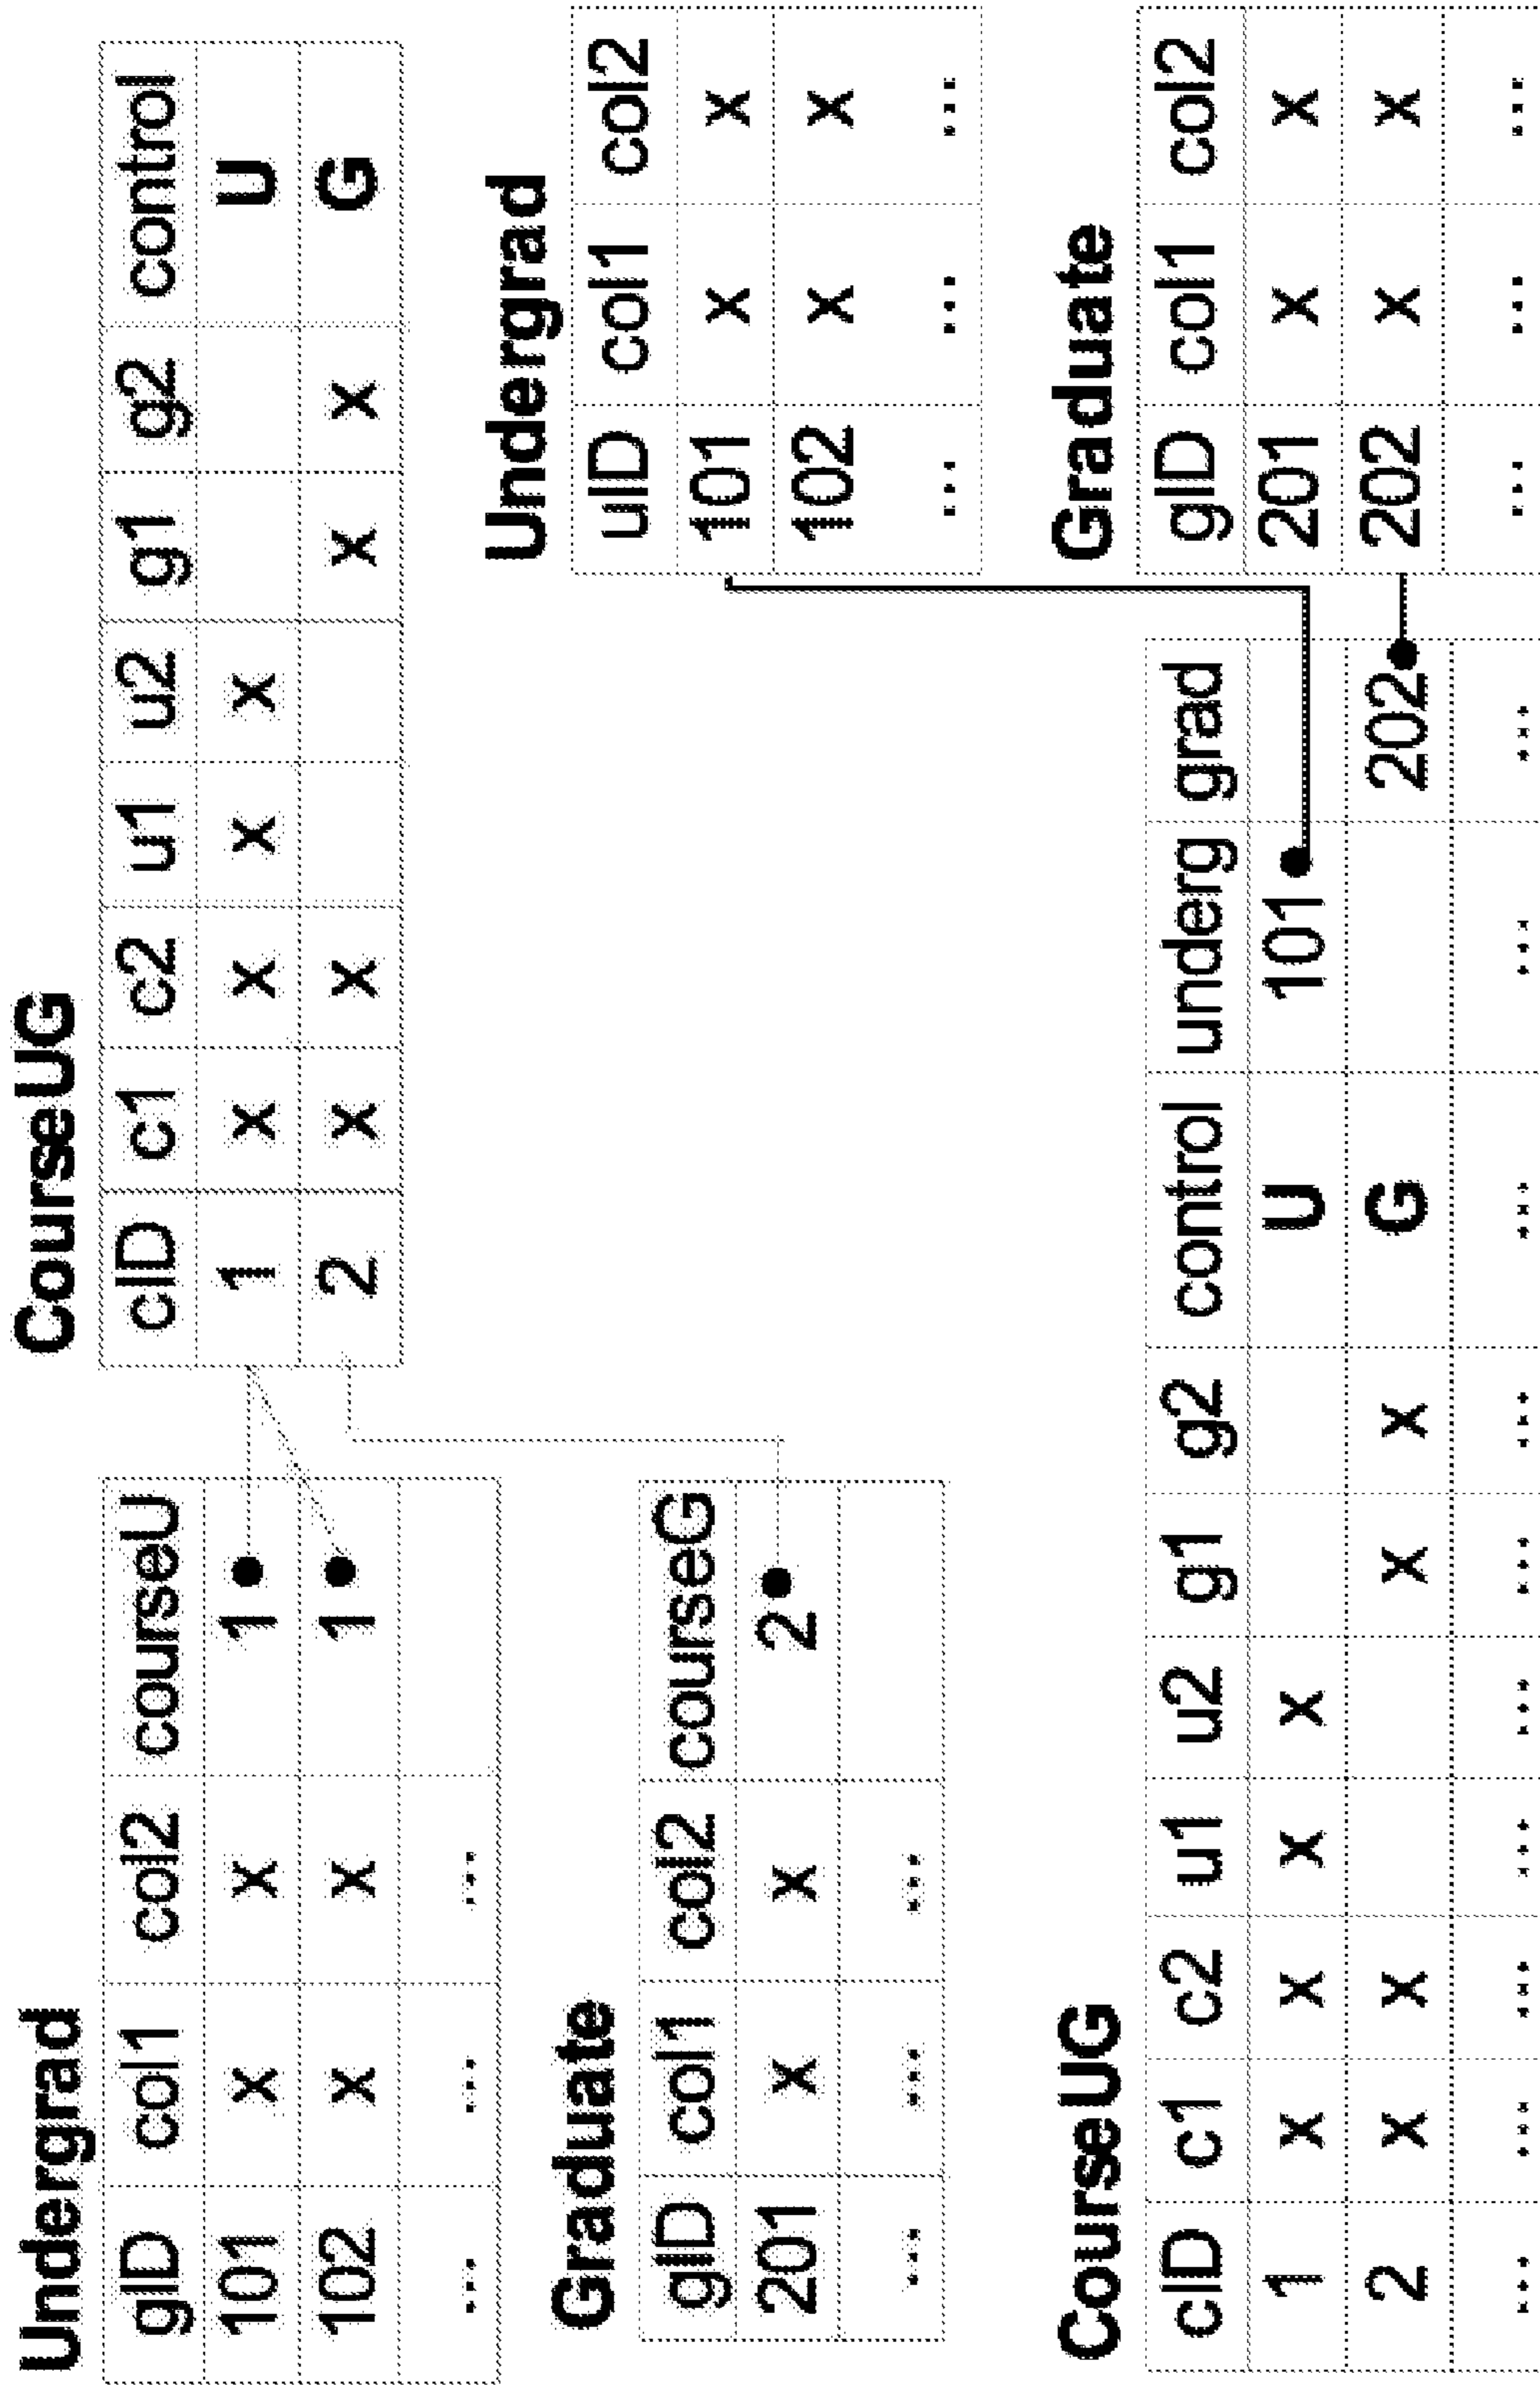 Undergrad
gID col1 col2 courseU
101 x x 1
102 x x 1
... ... ...
CourseUG
cID c1 c2 u1 u2 g1 g2 control
1 x x x x U
2 x x x x G
Graduate
gID col1 col2 courseG
201 x x 2
... ... ...
Undergrad
uID col1 col2
101 x x
102 x x
... ... ...
CourseUG
cID c1 c2 u1 u2 g1 g2 control underg grad
1 x x x x U 101
2 x x x x G 202
... ... ... ... ... ... ... ... ... ...
Graduate
gID col1 col2
201 x x
202 x x
... ... ...